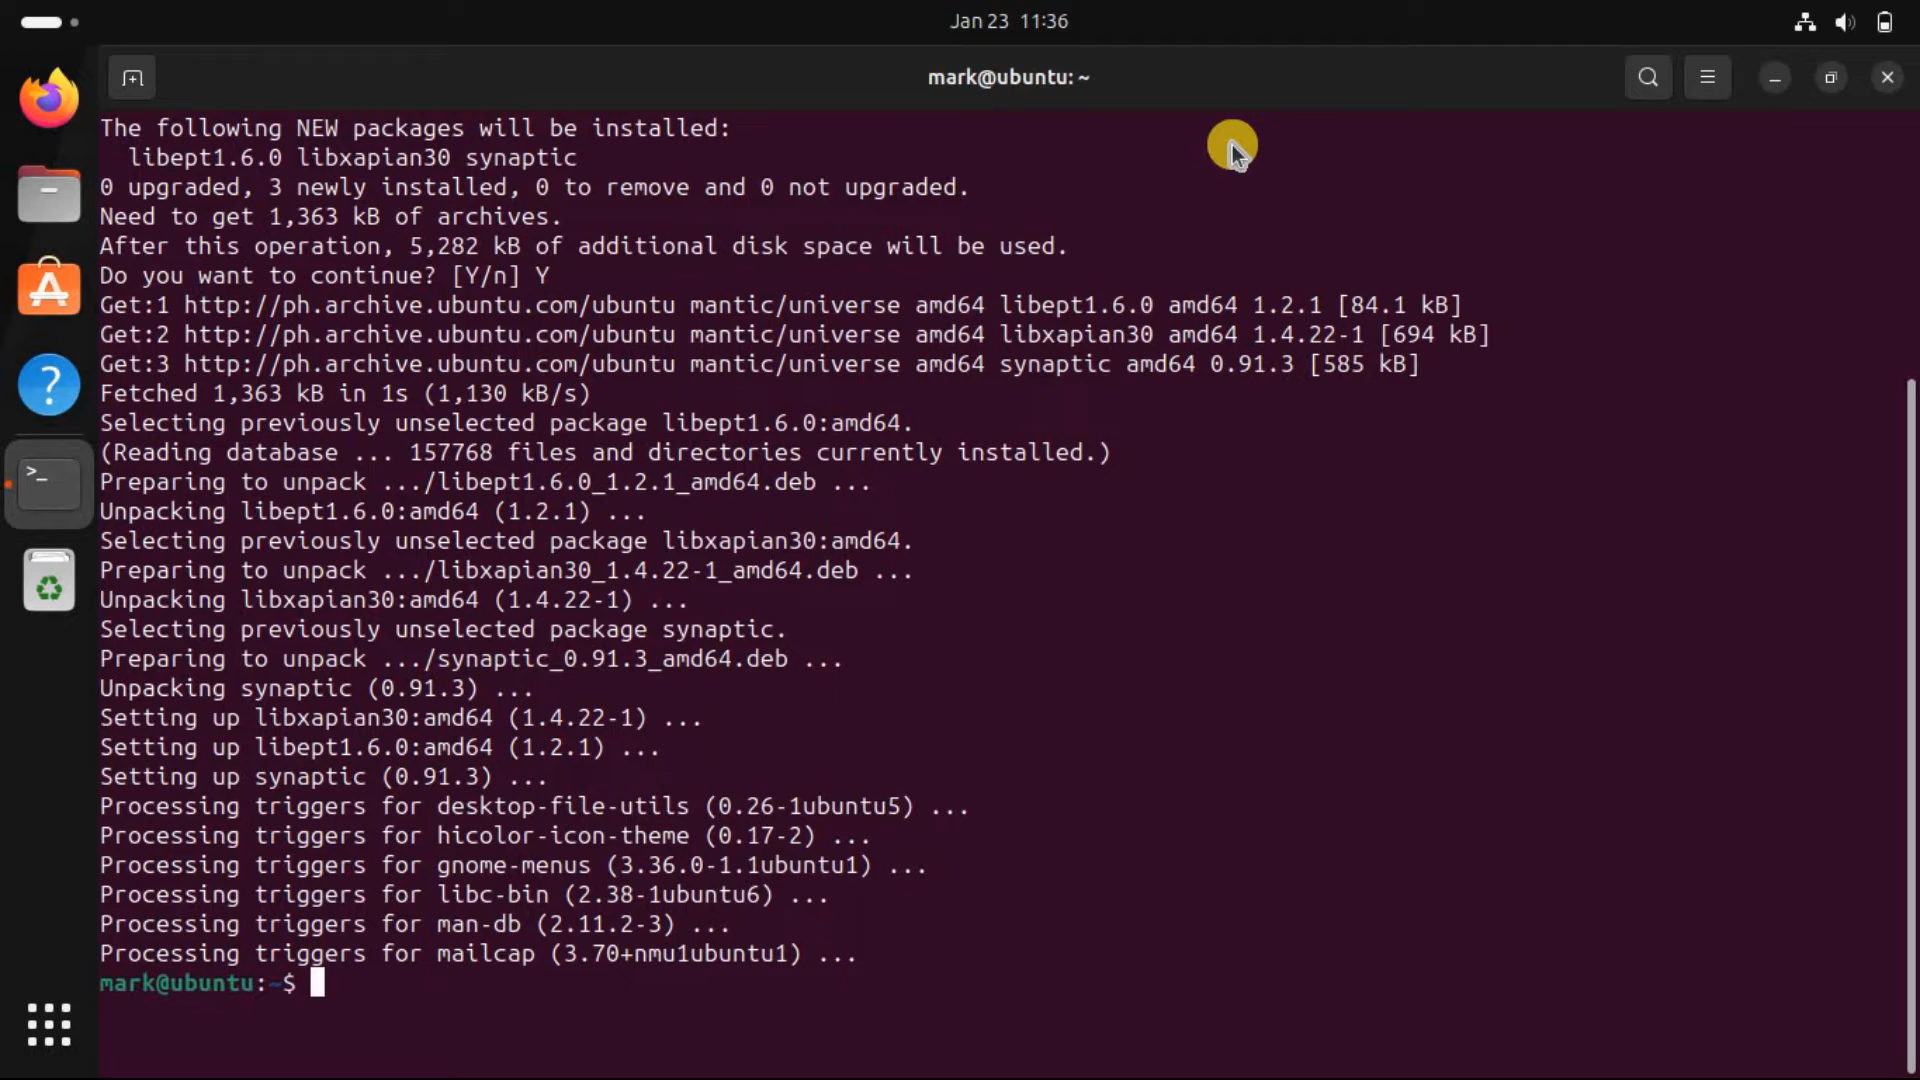 Jan 23 11:36
mark@ubuntu: ~
The following NEW packages will be installed:
libept1.6.0 libxapian30 synaptic
0 upgraded, 3 newly installed, 0 to remove and 0 not upgraded.
Need to get 1,363 kB of archives.
After this operation, 5,282 kB of additional disk space will be used.
Do you want to continue? [Y/n] Y
Get:1 http://ph.archive.ubuntu.com/ubuntu mantic/universe amd64 libept1.6.0 amd64 1.2.1 [84.1 kB]
Get:2 http://ph.archive.ubuntu.com/ubuntu mantic/universe amd64 libxapian30 amd64 1.4.22-1 [694 kB]
Get:3 http://ph.archive.ubuntu.com/ubuntu mantic/universe amd64 synaptic amd64 0.91.3 [585 kB]
Fetched 1,363 kB in 1s (1,130 kB/s)
Selecting previously unselected package libept1.6.0:amd64.
(Reading database ... 157768 files and directories currently installed.)
Preparing to unpack .../libept1.6.0_1.2.1_amd64.deb ...
Unpacking libept1.6.0:amd64 (1.2.1) ...
Selecting previously unselected package libxapian30:amd64.
Preparing to unpack .../libxapian30_1.4.22-1_amd64.deb ...
Unpacking libxapian30:amd64 (1.4.22-1) ...
Selecting previously unselected package synaptic.
Preparing to unpack .../synaptic_0.91.3_amd64.deb ...
Unpacking synaptic (0.91.3) ...
Setting up libxapian30:amd64 (1.4.22-1) ...
Setting up libept1.6.0:amd64 (1.2.1) ...
Setting up synaptic (0.91.3) ...
Processing triggers for desktop-file-utils (0.26-1ubuntu5) ...
Processing triggers for hicolor-icon-theme (0.17-2) ...
Processing triggers for gnome-menus (3.36.0-1.1ubuntu1) ...
Processing triggers for libc-bin (2.38-1ubuntu6) ...
Processing triggers for man-db (2.11.2-3) ...
Processing triggers for mailcap (3.70+nmu1ubuntu1) ...
mark@ubuntu:~$